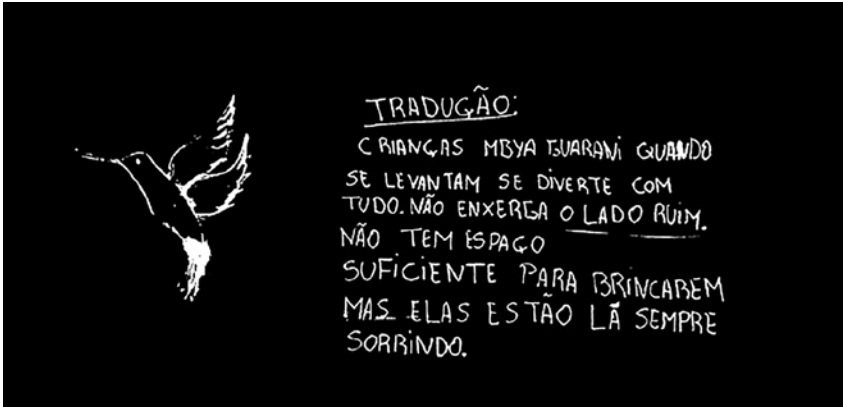 TRADUÇÃO:
CRIANÇAS MBYA GUARANI QUANDO
SE LEVANTAM SE DIVERTE COM
TUDO. NÃO ENXERGA O LADO RUIM.
NÃO TEM ESPAÇO
SUFICIENTE PARA BRINCAREM
MAS ELAS ESTÃO LÃ SEMPRE
SORRINDO.